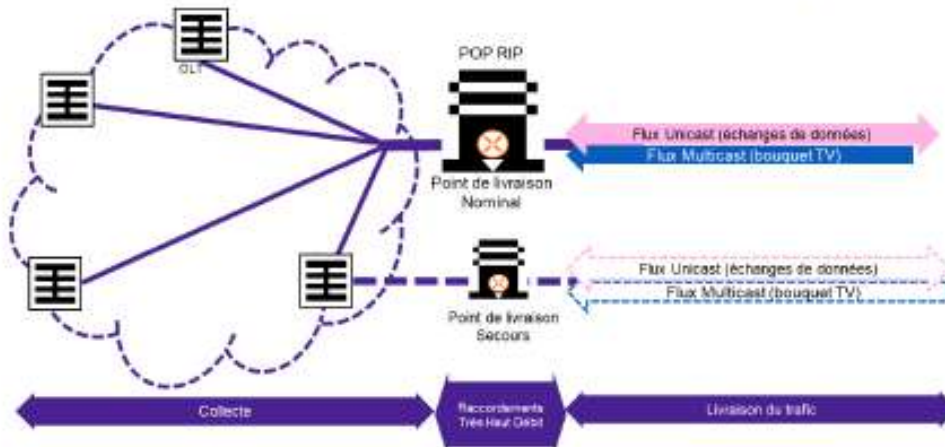 OLT
POP RIP
Flux Unicast (échanges de données)
Flux Multicast (bouquet TV)
Point de livraison
Nominal
Flux Unicast (échanges de données)
Flux Multicast (bouquet TV)
Point de livraison
Secours
Collecte
Raccordements
Très Haut Débit
Livraison du trafic